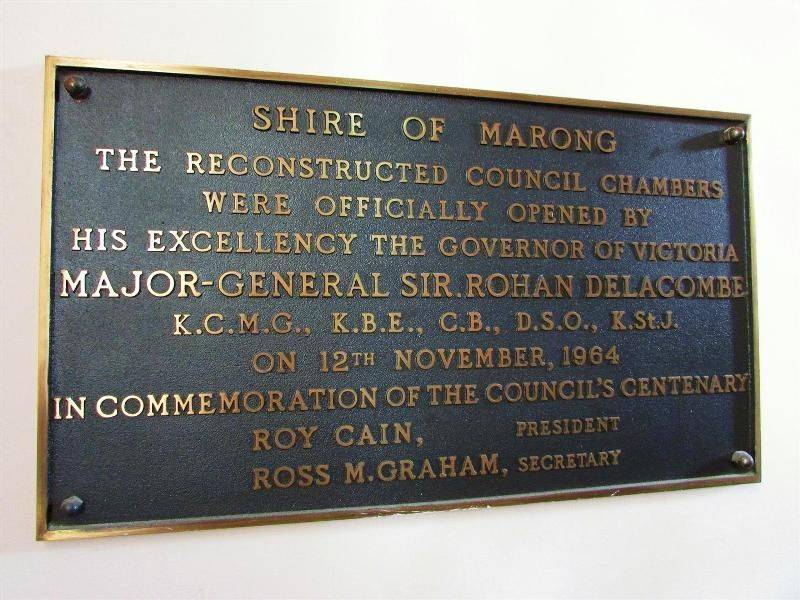 SHIRE OF MARONG
THE RECONSTRUCTED COUNCIL CHAMBERS
WERE OFFICIALLY OPENED BY
HIS EXCELLENCY THE GOVERNOR OF VICTORIA
MAJOR-GENERAL SIR. ROHAN DELACOMBE
K.C.M.G., K.B.E., C.B., D.S.O., K.St.J.
ON 12TH NOVEMBER, 1964
IN COMMEMORATION OF THE COUNCIL'S CENTENARY
ROY CAIN, PRESIDENT
ROSS M. GRAHAM, SECRETARY